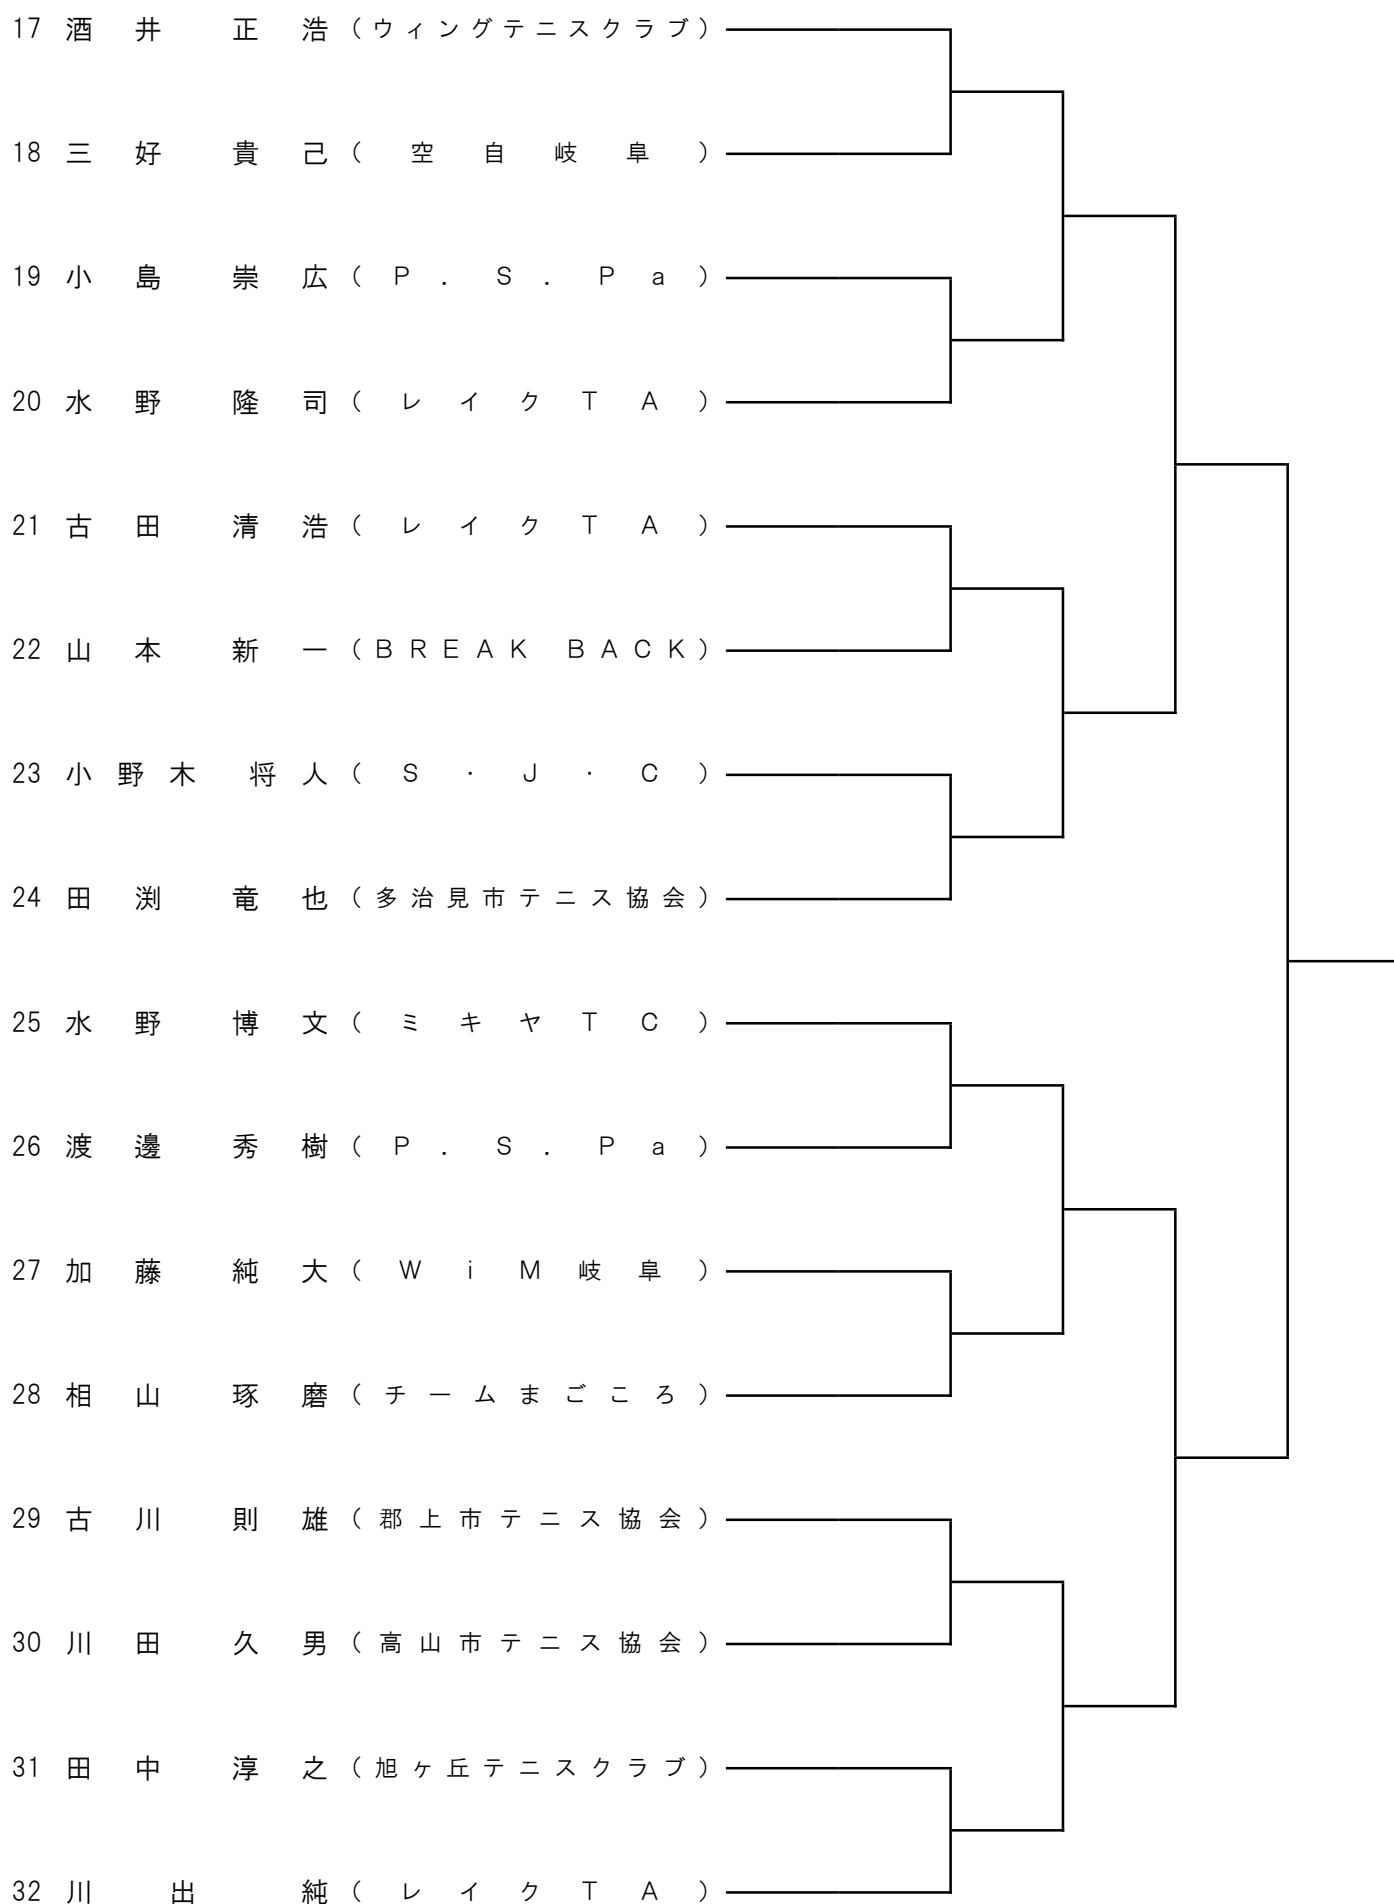 17 酒井 正浩 (ウィングテニスクラブ)
18 三好 貴己 (空自岐阜)
19 小島 崇広 (P.S.Pa)
20 水野 隆司 (レイクTA)
21 古田 清浩 (レイクTA)
22 山本 新一 (BREAK BACK)
23 小野木 将人 (S・J・C)
24 田渕 竜也 (多治見市テニス協会)
25 水野 博文 (ミキヤTC)
26 渡邊 秀樹 (P.S.Pa)
27 加藤 純大 (WiM岐阜)
28 相山 琢磨 (チームまごころ)
29 古川 則雄 (郡上市テニス協会)
30 川田 久男 (高山市テニス協会)
31 田中 淳之 (旭ヶ丘テニスクラブ)
32 川出 純 (レイクTA)